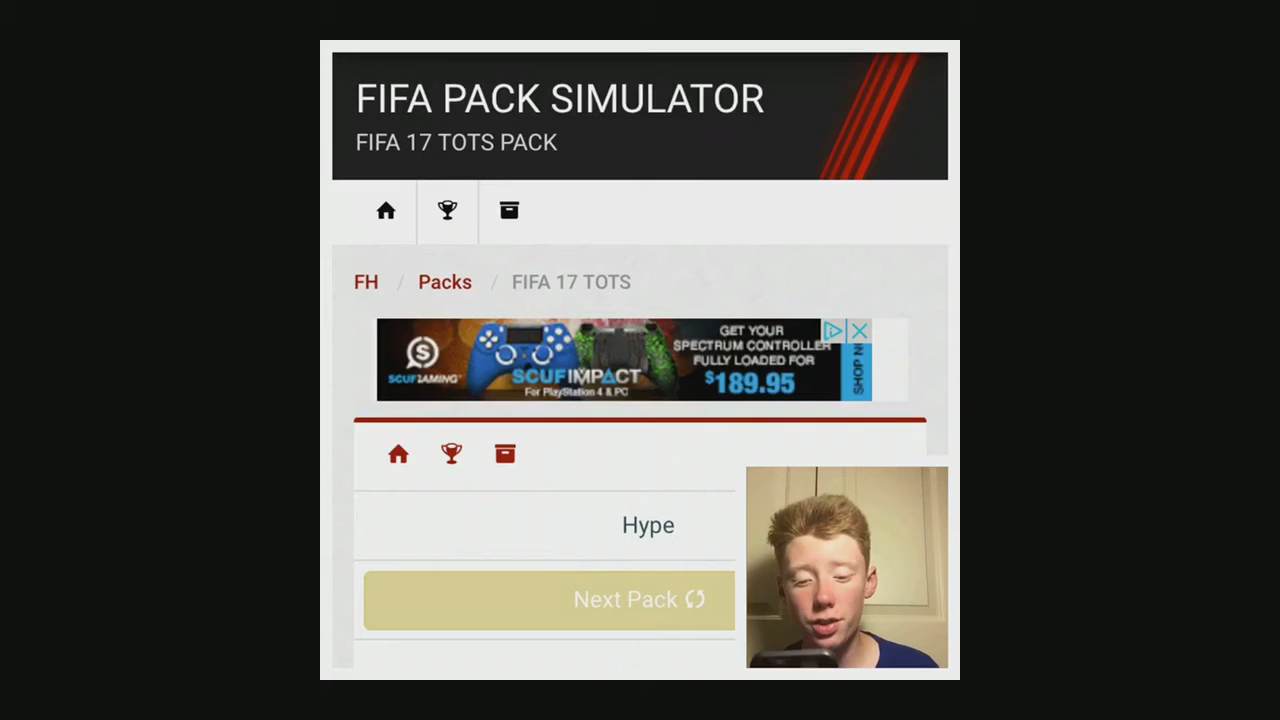 FIFA PACK SIMULATOR
FIFA 17 TOTS PACK
FH / Packs / FIFA 17 TOTS
S
SCUF GAMING
SCUF IMPACT
For PlayStation 4 & PC
GET YOUR
SPECTRUM CONTROLLER
FULLY LOADED FOR
$189.95
SHOP N
Hype
Next Pack